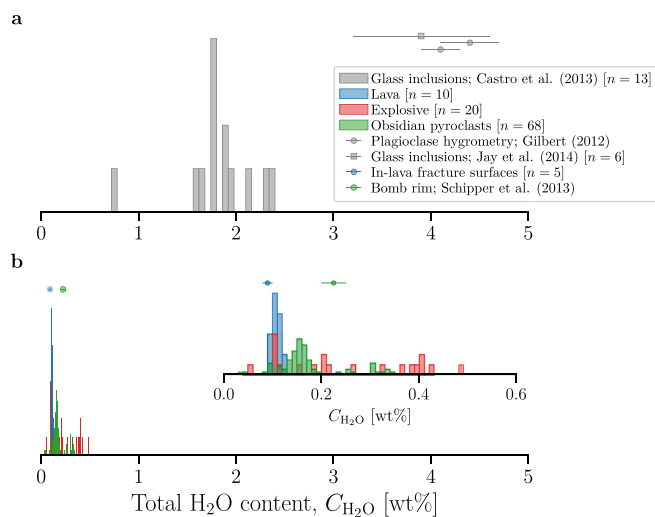 a
Glass inclusions; Castro et al. (2013) [n = 13]
Lava [n = 10]
Explosive [n = 20]
Obsidian pyroclasts [n = 68]
Plagioclase hygrometry; Gilbert (2012)
Glass inclusions; Jay et al. (2014) [n = 6]
In-lava fracture surfaces [n = 5]
Bomb rim; Schipper et al. (2013)
0 1 2 3 4 5
b
0.0 0.2 0.4 0.6
C_H₂O [wt%]
0 1 2 3 4 5
Total H₂O content, C_H₂O [wt%]